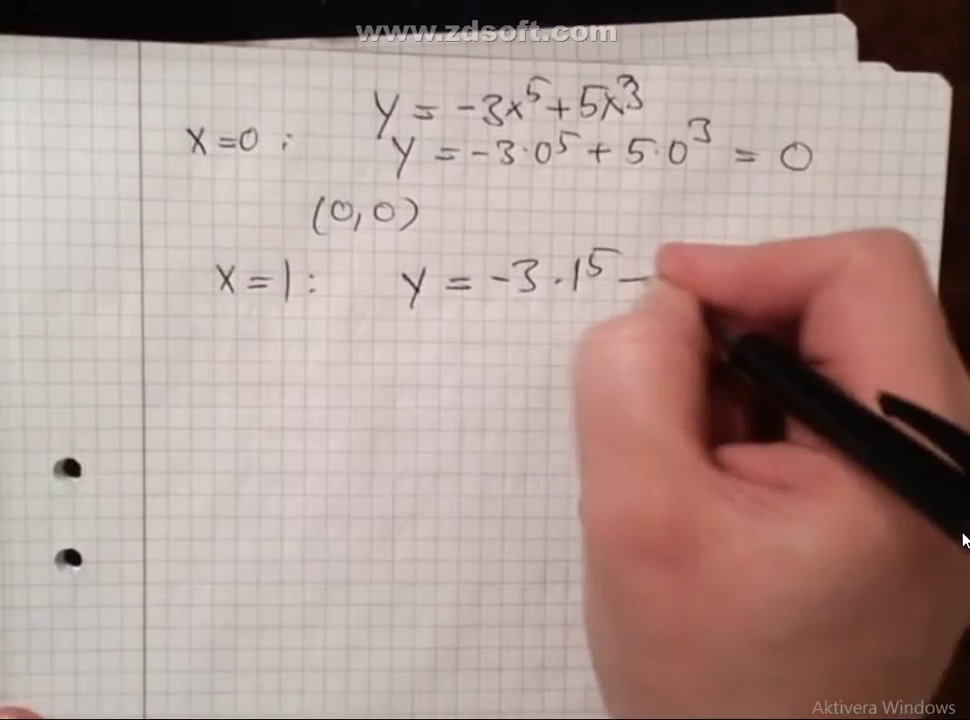 www.zdsoft.com
y = -3x⁵ + 5x³
x = 0 : y = -3·0⁵ + 5·0³ = 0
(0, 0)
x = 1 : y = -3·1⁵ –
Aktivera Windows